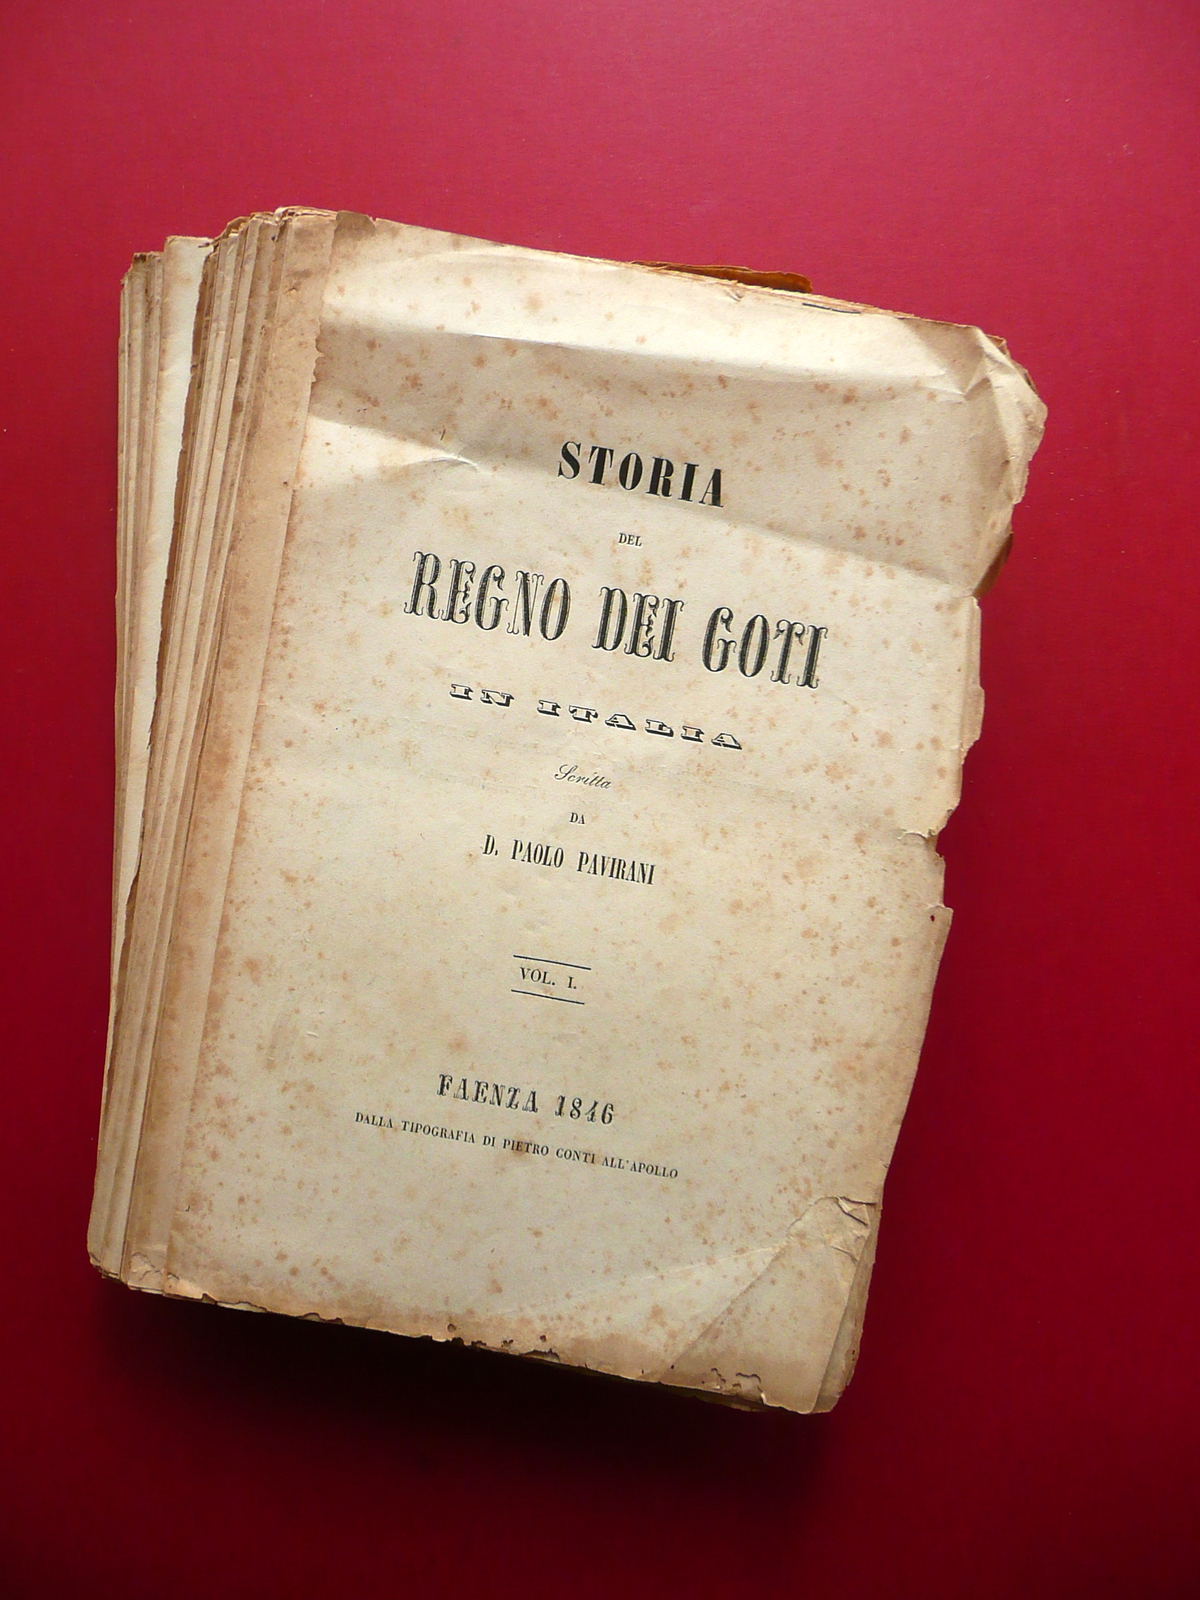 STORIA
DEL
REGNO DEI GOTI
IN ITALIA
Scritta
DA
D. PAOLO PAVIRANI
VOL. I.
FAENZA 1846
DALLA TIPOGRAFIA DI PIETRO CONTI ALL'APOLLO